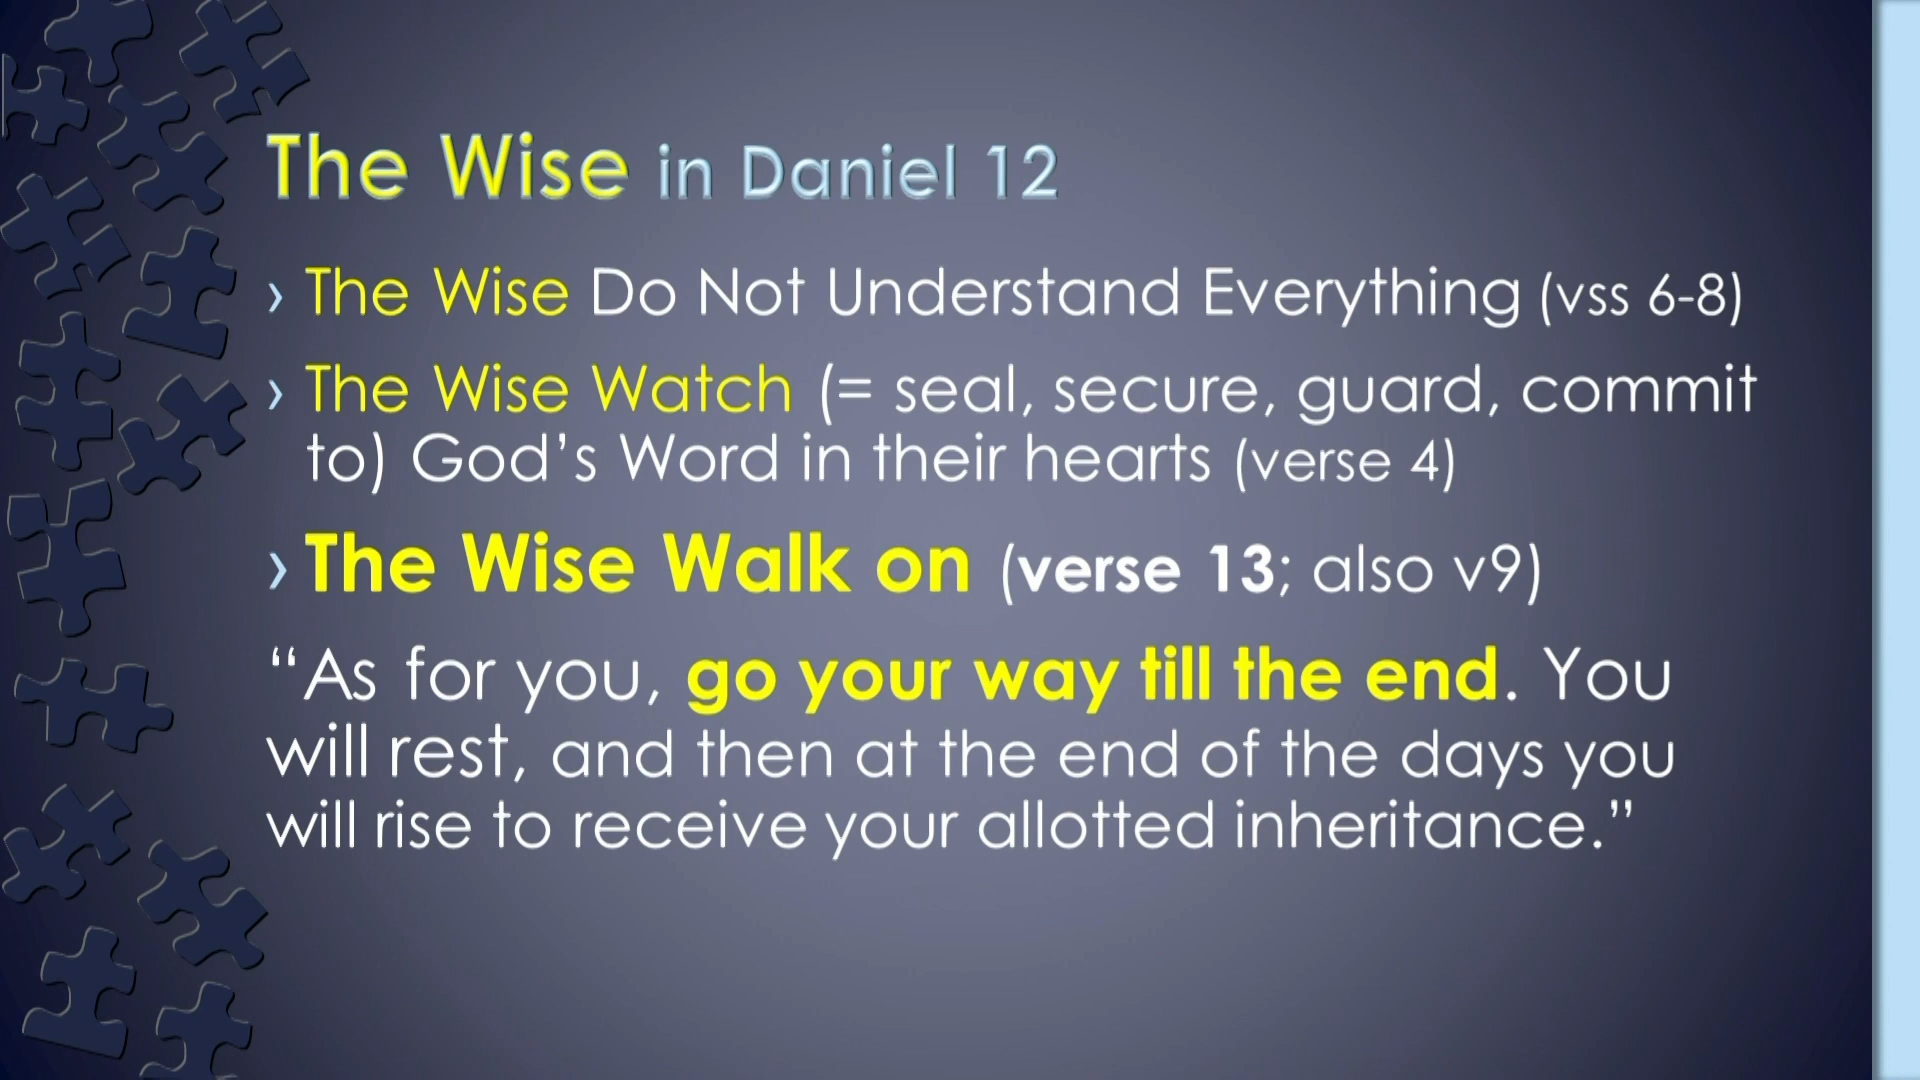 The Wise in Daniel 12
› The Wise Do Not Understand Everything (vss 6-8)
› The Wise Watch (= seal, secure, guard, commit
to) God’s Word in their hearts (verse 4)
› The Wise Walk on (verse 13; also v9)
“As for you, go your way till the end. You
will rest, and then at the end of the days you
will rise to receive your allotted inheritance.”